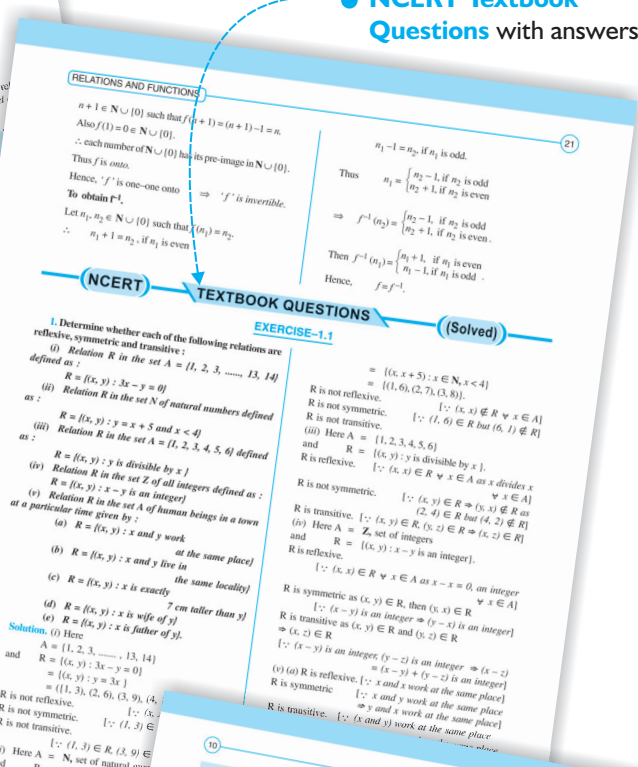 NCERT Textbook
Questions with answers
RELATIONS AND FUNCTIONS
21
n + 1 ∈ N ∪ {0} such that f(n + 1) = (n + 1) –1 = n.
Also f (1) = 0 ∈ N ∪ {0}.
∴ each number of N ∪ {0} has its pre-image in N ∪ {0}.
Thus f is onto.
Hence, ‘f ’ is one–one onto ⇒ ‘f ’ is invertible.
To obtain f⁻¹.
Let n₁, n₂ ∈ N ∪ {0} such that f (n₁) = n₂.
∴ n₁ + 1 = n₂ , if n₁ is even
n₁ –1 = n₂, if n₁ is odd.
Thus n₁ = { n₂ – 1, if n₂ is odd
n₂ + 1, if n₂ is even
⇒ f⁻¹ (n₂) = { n₂ – 1, if n₂ is odd
n₂ + 1, if n₂ is even .
Then f⁻¹ (n₁) = { n₁ + 1, if n₁ is even
n₁ – 1, if n₁ is odd .
Hence, f = f⁻¹.
NCERT TEXTBOOK QUESTIONS (Solved)
EXERCISE–1.1
1. Determine whether each of the following relations are
reflexive, symmetric and transitive :
(i) Relation R in the set A = {1, 2, 3, ......, 13, 14}
defined as :
R = {(x, y) : 3x – y = 0}
(ii) Relation R in the set N of natural numbers defined
as :
R = {(x, y) : y = x + 5 and x < 4}
(iii) Relation R in the set A = {1, 2, 3, 4, 5, 6} defined
as :
R = {(x, y) : y is divisible by x }
(iv) Relation R in the set Z of all integers defined as :
R = {(x, y) : x – y is an integer}
(v) Relation R in the set A of human beings in a town
at a particular time given by :
(a) R = {(x, y) : x and y work
at the same place}
(b) R = {(x, y) : x and y live in
the same locality}
(c) R = {(x, y) : x is exactly
7 cm taller than y}
(d) R = {(x, y) : x is wife of y}
(e) R = {(x, y) : x is father of y}.
Solution. (i) Here
A = {1, 2, 3, ....... , 13, 14}
and R = {(x, y) : 3x – y = 0}
= {(x, y) : y = 3x }
= {(1, 3), (2, 6), (3, 9), (4,
R is not reflexive. [∵ (x,
R is not symmetric. [∵ (1, 3) ∈
R is not transitive.
[∵ (1, 3) ∈ R, (3, 9) ∈
Here A = N, set of natural
= {(x, x + 5) : x ∈ N, x < 4}
= {(1, 6), (2, 7), (3, 8)}.
R is not reflexive. [∵ (x, x) ∉ R ∀ x ∈ A]
R is not symmetric. [∵ (1, 6) ∈ R but (6, 1) ∉ R]
R is not transitive.
(iii) Here A = {1, 2, 3, 4, 5, 6}
and R = {(x, y) : y is divisible by x }.
R is reflexive. [∵ (x, x) ∈ R ∀ x ∈ A as x divides x
∀ x ∈ A]
R is not symmetric. [∵ (x, y) ∈ R ⇏ (y, x) ∉ R as
(2, 4) ∈ R but (4, 2) ∉ R]
R is transitive. [∵ (x, y) ∈ R, (y, z) ∈ R ⇒ (x, z) ∈ R]
(iv) Here A = Z, set of integers
and R = {(x, y) : x – y is an integer}.
R is reflexive.
[∵ (x, x) ∈ R ∀ x ∈ A as x – x = 0, an integer
∀ x ∈ A]
R is symmetric as (x, y) ∈ R, then (y, x) ∈ R
[∵ (x – y) is an integer ⇒ (y – x) is an integer]
R is transitive as (x, y) ∈ R and (y, z) ∈ R
⇒ (x, z) ∈ R
[∵ (x – y) is an integer, (y – z) is an integer ⇒ (x – z)
= (x – y) + (y – z) is an integer]
(v) (a) R is reflexive. [∵ x and x work at the same place]
R is symmetric [∵ x and y work at the same place
⇒ y and x work at the same place]
R is transitive. [∵ (x and y) work at the same place
10